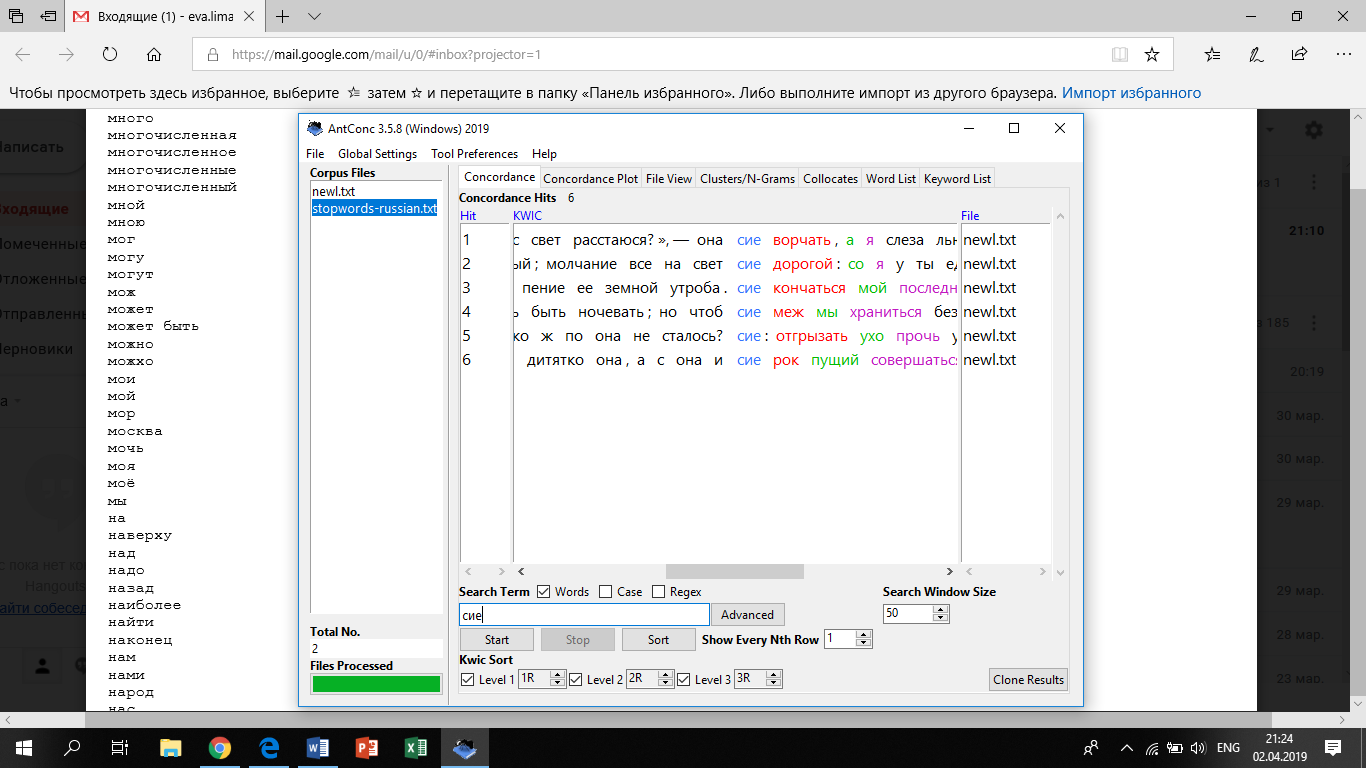 Входящие (1) - eva.lima
https://mail.google.com/mail/u/0/#inbox?projector=1
Чтобы просмотреть здесь избранное, выберите затем и перетащите в папку «Панель избранного». Либо выполните импорт из другого браузера. Импорт избранного
много
многочисленная
многочисленное
многочисленные
многочисленный
мной
мною
мог
могу
могут
мож
может
может быть
можно
можхо
мои
мой
мор
москва
мочь
моя
моё
мы
на
наверху
над
надо
назад
наиболее
найти
наконец
нам
нами
народ
нас
AntConc 3.5.8 (Windows) 2019
File Global Settings Tool Preferences Help
Corpus Files
newl.txt
stopwords-russian.txt
Total No.
2
Files Processed
Concordance Concordance Plot File View Clusters/N-Grams Collocates Word List Keyword List
Concordance Hits 6
Hit KWIC File
1 с свет расстаюся?»,— она сие ворчать, а я слеза льн newl.txt
2 ый; молчание все на свет сие дорогой: со я у ты ед newl.txt
3 пение ее земной утроба. сие кончаться мой последн newl.txt
4 ь быть ночевать; но чтоб сие меж мы храниться без newl.txt
5 ко ж по она не сталось? сие: отгрызать ухо прочь у newl.txt
6 дитятко она, а с она и сие рок пущий совершатьс newl.txt
Search Term Words Case Regex Search Window Size
сие Advanced 50
Start Stop Sort Show Every Nth Row 1
Kwic Sort
Level 1 1R Level 2 2R Level 3 3R Clone Results
аписать
ходящие
омеченные
тложенные
тправленны
ерновики
с пока нет ко
Hangouts
айти собесед
из 1
21:10
из 185
20:19
30 мар.
30 мар.
29 мар.
29 мар.
28 мар.
23 мар.
ENG
21:24
02.04.2019